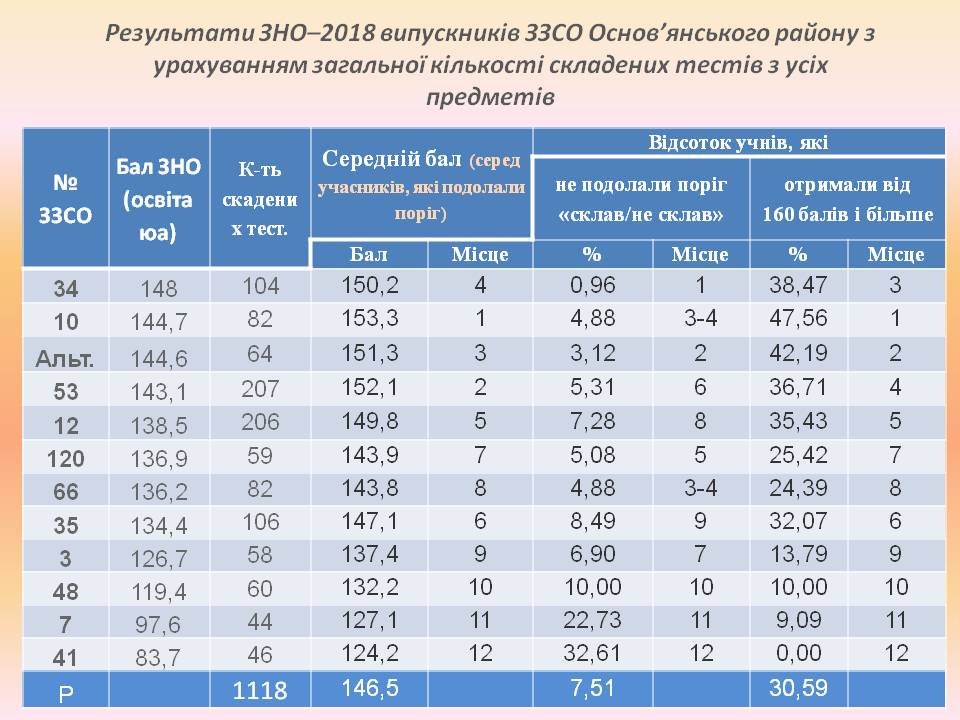 Результати ЗНО–2018 випускників ЗЗСО Основ’янського району з
урахуванням загальної кількості складених тестів з усіх
предметів
№ ЗЗСО
Бал ЗНО (освіта юа)
К-ть скадени х тест.
Середній бал (серед учасників, які подолали поріг)
Відсоток учнів, які
не подолали поріг «склав/не склав»
отримали від 160 балів і більше
Бал Місце % Місце % Місце
34 148 104 150,2 4 0,96 1 38,47 3
10 144,7 82 153,3 1 4,88 3-4 47,56 1
Альт. 144,6 64 151,3 3 3,12 2 42,19 2
53 143,1 207 152,1 2 5,31 6 36,71 4
12 138,5 206 149,8 5 7,28 8 35,43 5
120 136,9 59 143,9 7 5,08 5 25,42 7
66 136,2 82 143,8 8 4,88 3-4 24,39 8
35 134,4 106 147,1 6 8,49 9 32,07 6
3 126,7 58 137,4 9 6,90 7 13,79 9
48 119,4 60 132,2 10 10,00 10 10,00 10
7 97,6 44 127,1 11 22,73 11 9,09 11
41 83,7 46 124,2 12 32,61 12 0,00 12
Р 1118 146,5 7,51 30,59